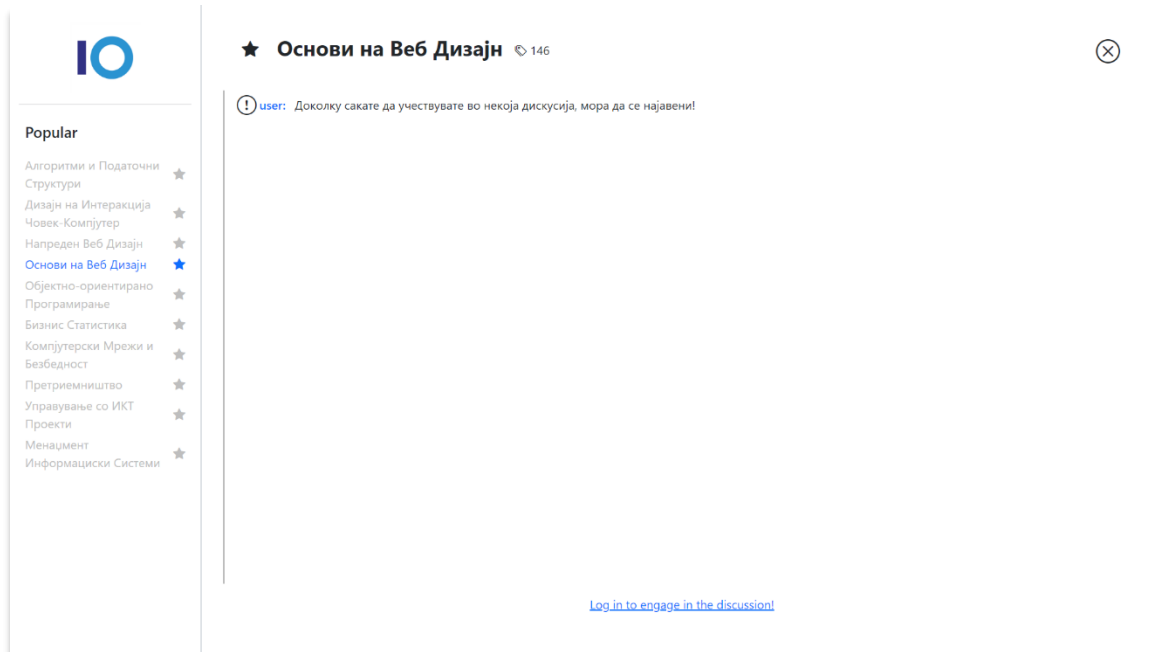 IO
Popular
Алгоритми и Податочни
Структури
Дизајн на Интеракција
Човек-Компјутер
Напреден Веб Дизајн
Основи на Веб Дизајн
Објектно-ориентирано
Програмирање
Бизнис Статистика
Компјутерски Мрежи и
Безбедност
Претриемништво
Управување со ИКТ
Проекти
Менаџмент
Информациски Системи
Основи на Веб Дизајн 146
user: Доколку сакате да учествувате во некоја дискусија, мора да се најавени!
Log in to engage in the discussion!